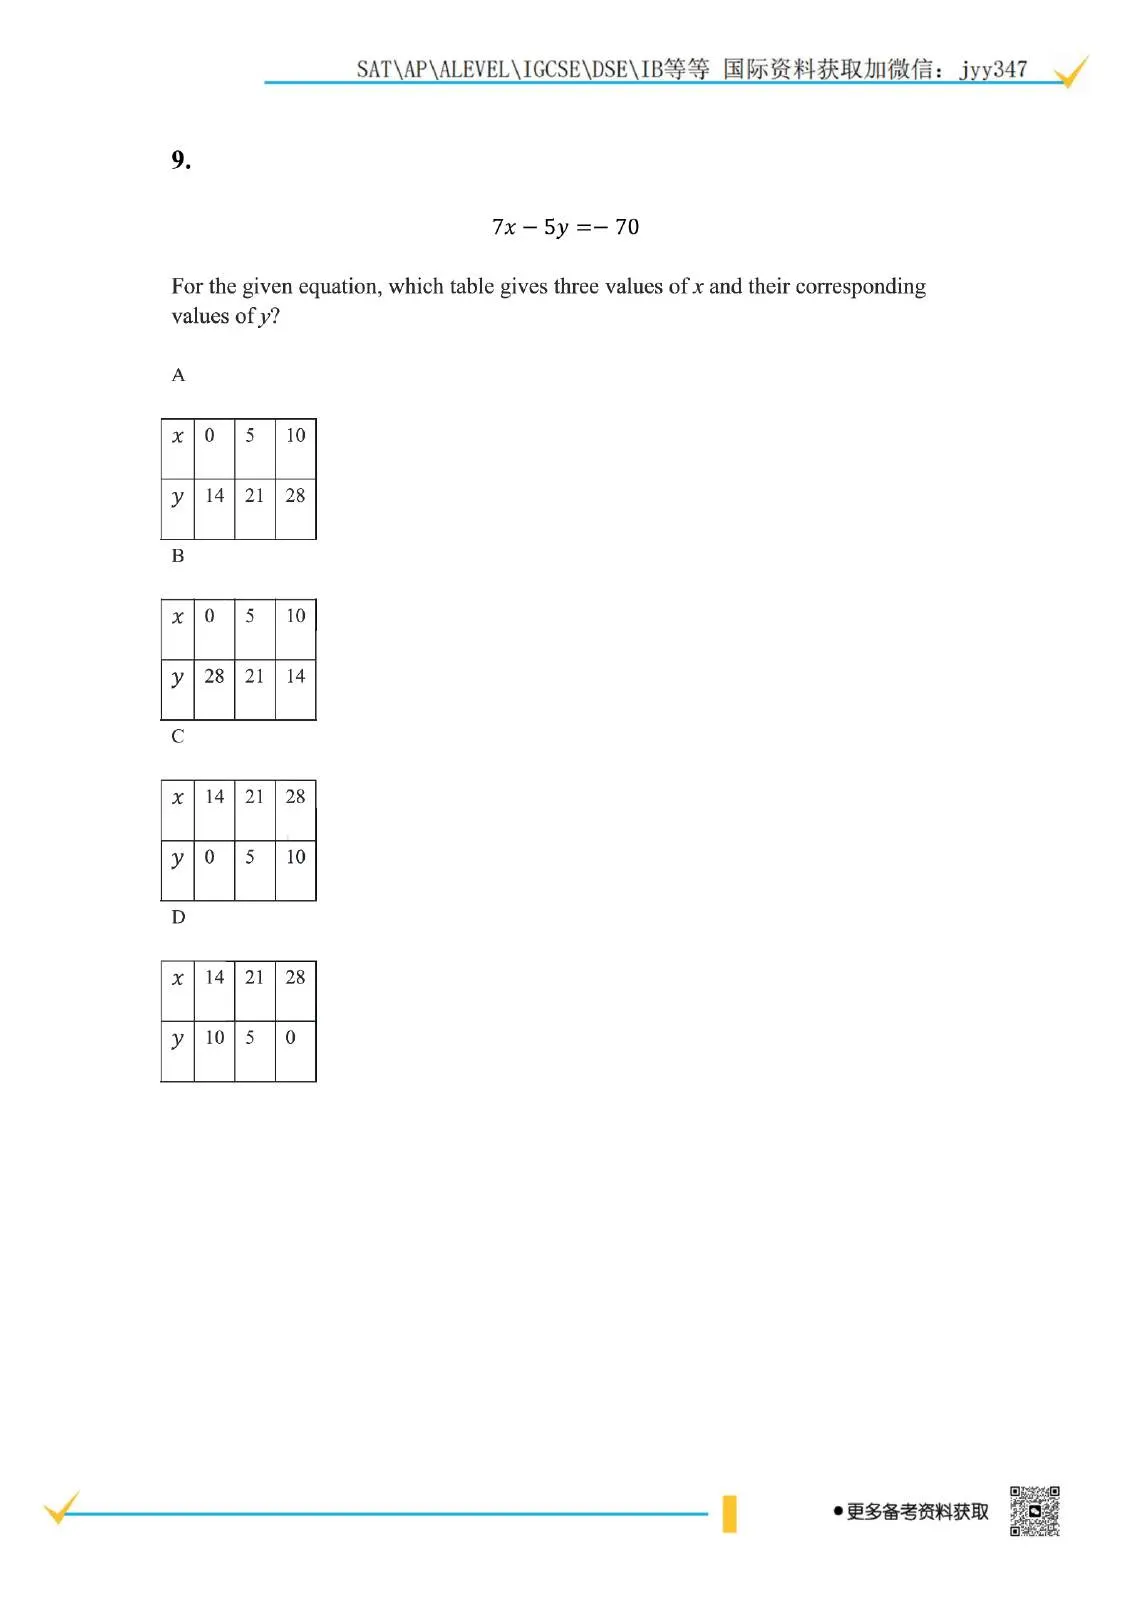 SAT\AP\ALEVEL\IGCSE\DSE\IB等等 国际资料获取加微信：jyy347
9.
7x − 5y =− 70
For the given equation, which table gives three values of x and their corresponding
values of y?
A
x 0 5 10
y 14 21 28
B
x 0 5 10
y 28 21 14
C
x 14 21 28
y 0 5 10
D
x 14 21 28
y 10 5 0
●更多备考资料获取